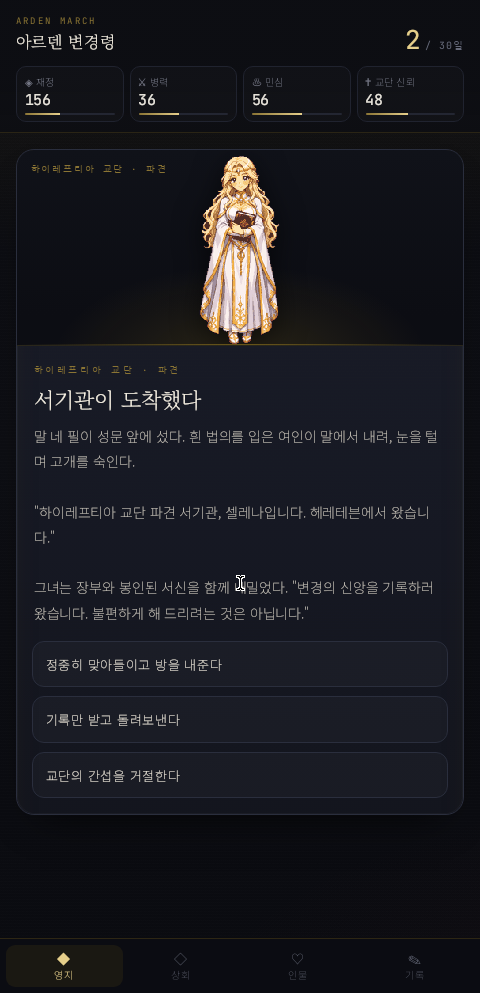 ARDEN MARCH
아르덴 변경령
2 / 30일
◈ 재정
156
⚔ 병력
36
♨ 민심
56
✝ 교단 신뢰
48
하이레프티아 교단 · 파견
하이레프티아 교단 · 파견
서기관이 도착했다
말 네 필이 성문 앞에 섰다. 흰 법의를 입은 여인이 말에서 내려, 눈을 털
며 고개를 숙인다.
"하이레프티아 교단 파견 서기관, 셀레나입니다. 헤레테븐에서 왔습니
다."
그녀는 장부와 봉인된 서신을 함께 "변경의 신앙을 기록하러
왔습니다. 불편하게 해 드리려는 것은 아닙니다."
정중히 맞아들이고 방을 내준다
기록만 받고 돌려보낸다
교단의 간섭을 거절한다
영지
상회
인물
기록